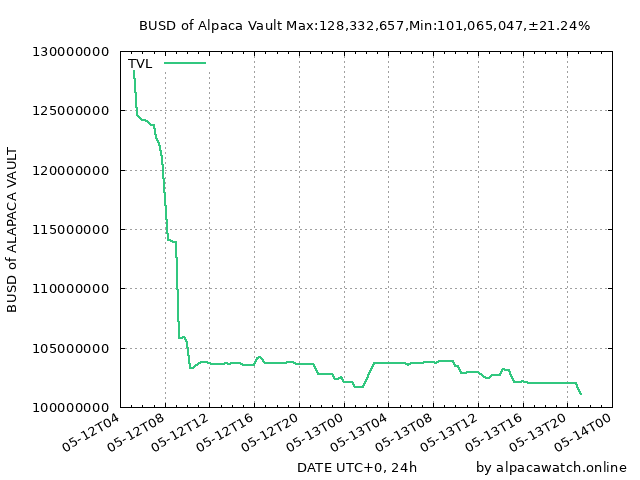 BUSD of Alpaca Vault Max:128,332,657,Min:101,065,047,±21.24%
TVL
130000000
125000000
120000000
115000000
110000000
105000000
100000000
BUSD of ALAPACA VAULT
05-12T04
05-12T08
05-12T12
05-12T16
05-12T20
05-13T00
05-13T04
05-13T08
05-13T12
05-13T16
05-13T20
05-14T00
DATE UTC+0, 24h
by alpacawatch.online